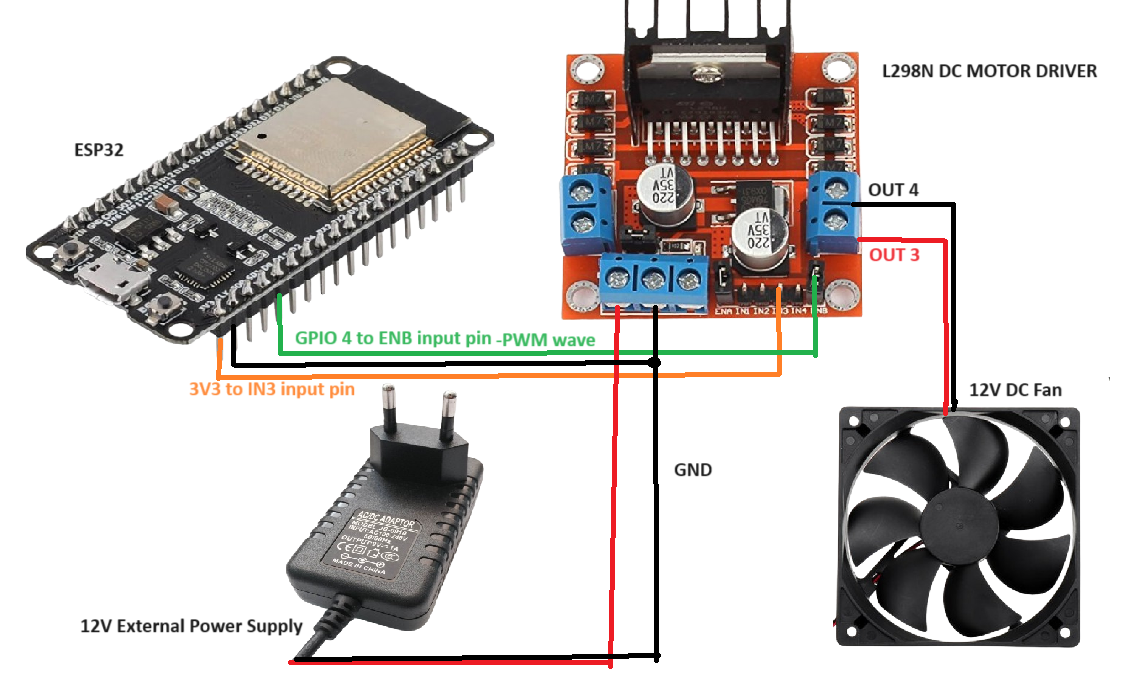 L298N DC MOTOR DRIVER
ESP32
OUT 4
OUT 3
220
35V
VT
220
35V
VT
ENA IN1 IN2 IN3 IN4 ENB
GPIO 4 to ENB input pin -PWM wave
3V3 to IN3 input pin
12V DC Fan
GND
AC/DC ADAPTOR
MADE IN CHINA
12V External Power Supply